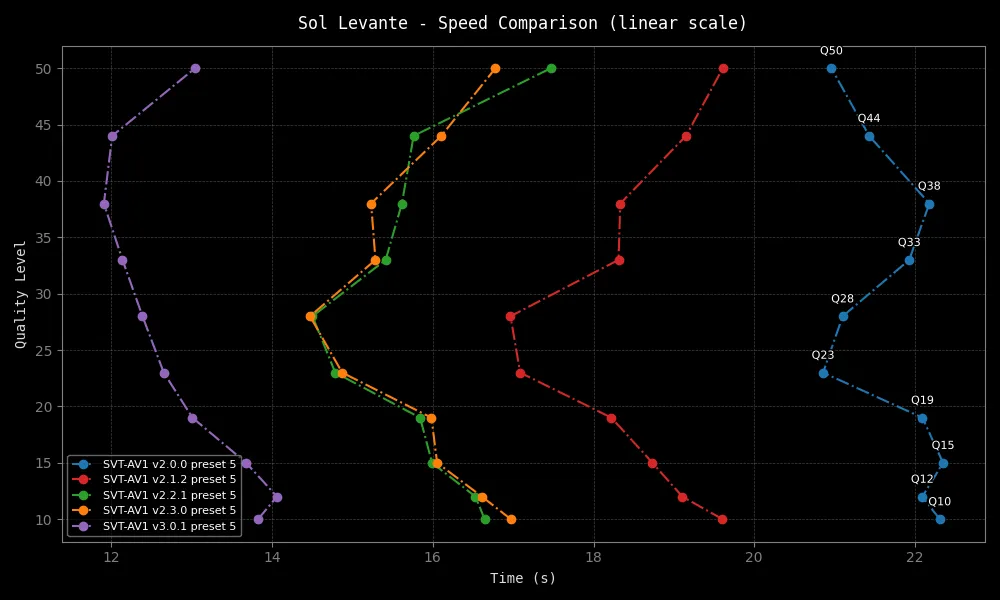 Sol Levante - Speed Comparison (linear scale)
Quality Level
50
45
40
35
30
25
20
15
10
Q50
Q44
Q38
Q33
Q28
Q23
Q19
Q15
Q12
Q10
SVT-AV1 v2.0.0 preset 5
SVT-AV1 v2.1.2 preset 5
SVT-AV1 v2.2.1 preset 5
SVT-AV1 v2.3.0 preset 5
SVT-AV1 v3.0.1 preset 5
12 14 16 18 20 22
Time (s)